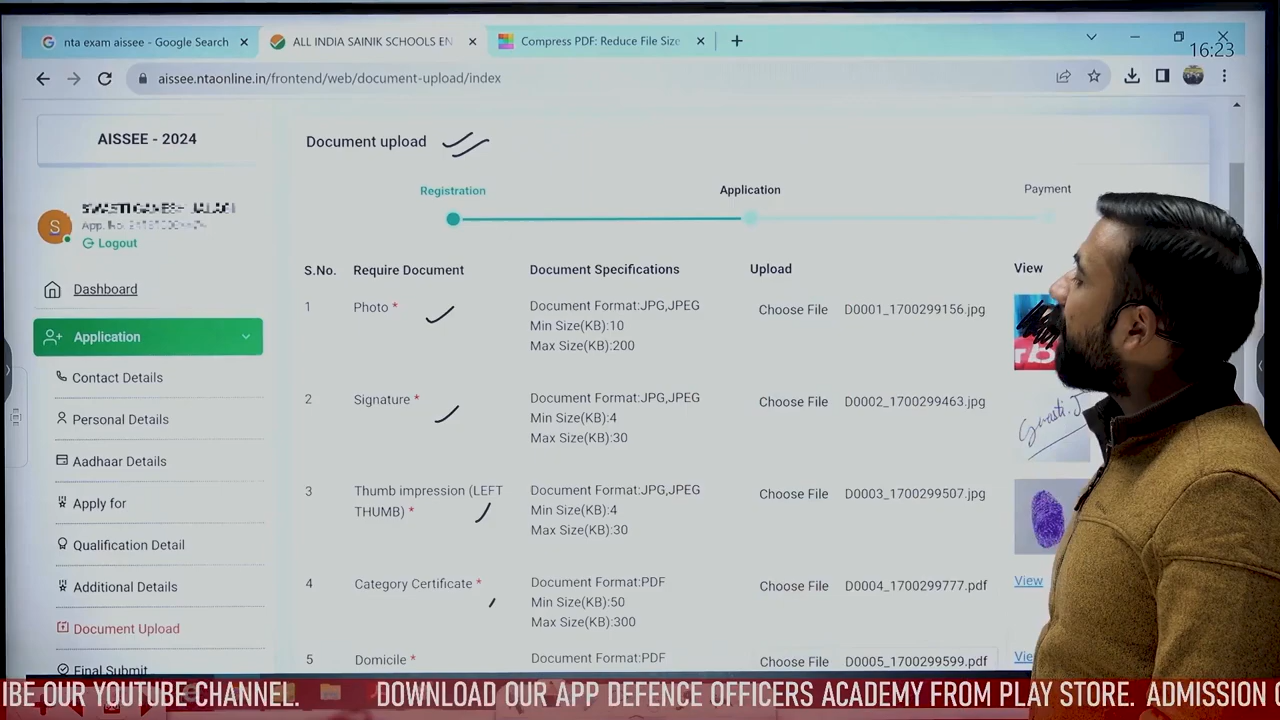 nta exam aissee - Google Search
ALL INDIA SAINIK SCHOOLS EN
Compress PDF: Reduce File Size
16:23
aissee.ntaonline.in/frontend/web/document-upload/index
AISSEE - 2024
Logout
Dashboard
Application
Contact Details
Personal Details
Aadhaar Details
Apply for
Qualification Detail
Additional Details
Document Upload
Final Submit
Document upload
Registration Application Payment
S.No. Require Document Document Specifications Upload View
1 Photo * Document Format:JPG,JPEG Choose File D0001_1700299156.jpg
Min Size(KB):10
Max Size(KB):200
2 Signature * Document Format:JPG,JPEG Choose File D0002_1700299463.jpg
Min Size(KB):4
Max Size(KB):30
Swasti.J
3 Thumb impression (LEFT Document Format:JPG,JPEG Choose File D0003_1700299507.jpg
THUMB) * Min Size(KB):4
Max Size(KB):30
4 Category Certificate * Document Format:PDF Choose File D0004_1700299777.pdf View
Min Size(KB):50
Max Size(KB):300
5 Domicile * Document Format:PDF Choose File D0005_1700299599.pdf
IBE OUR YOUTUBE CHANNEL. DOWNLOAD OUR APP DEFENCE OFFICERS ACADEMY FROM PLAY STORE. ADMISSION